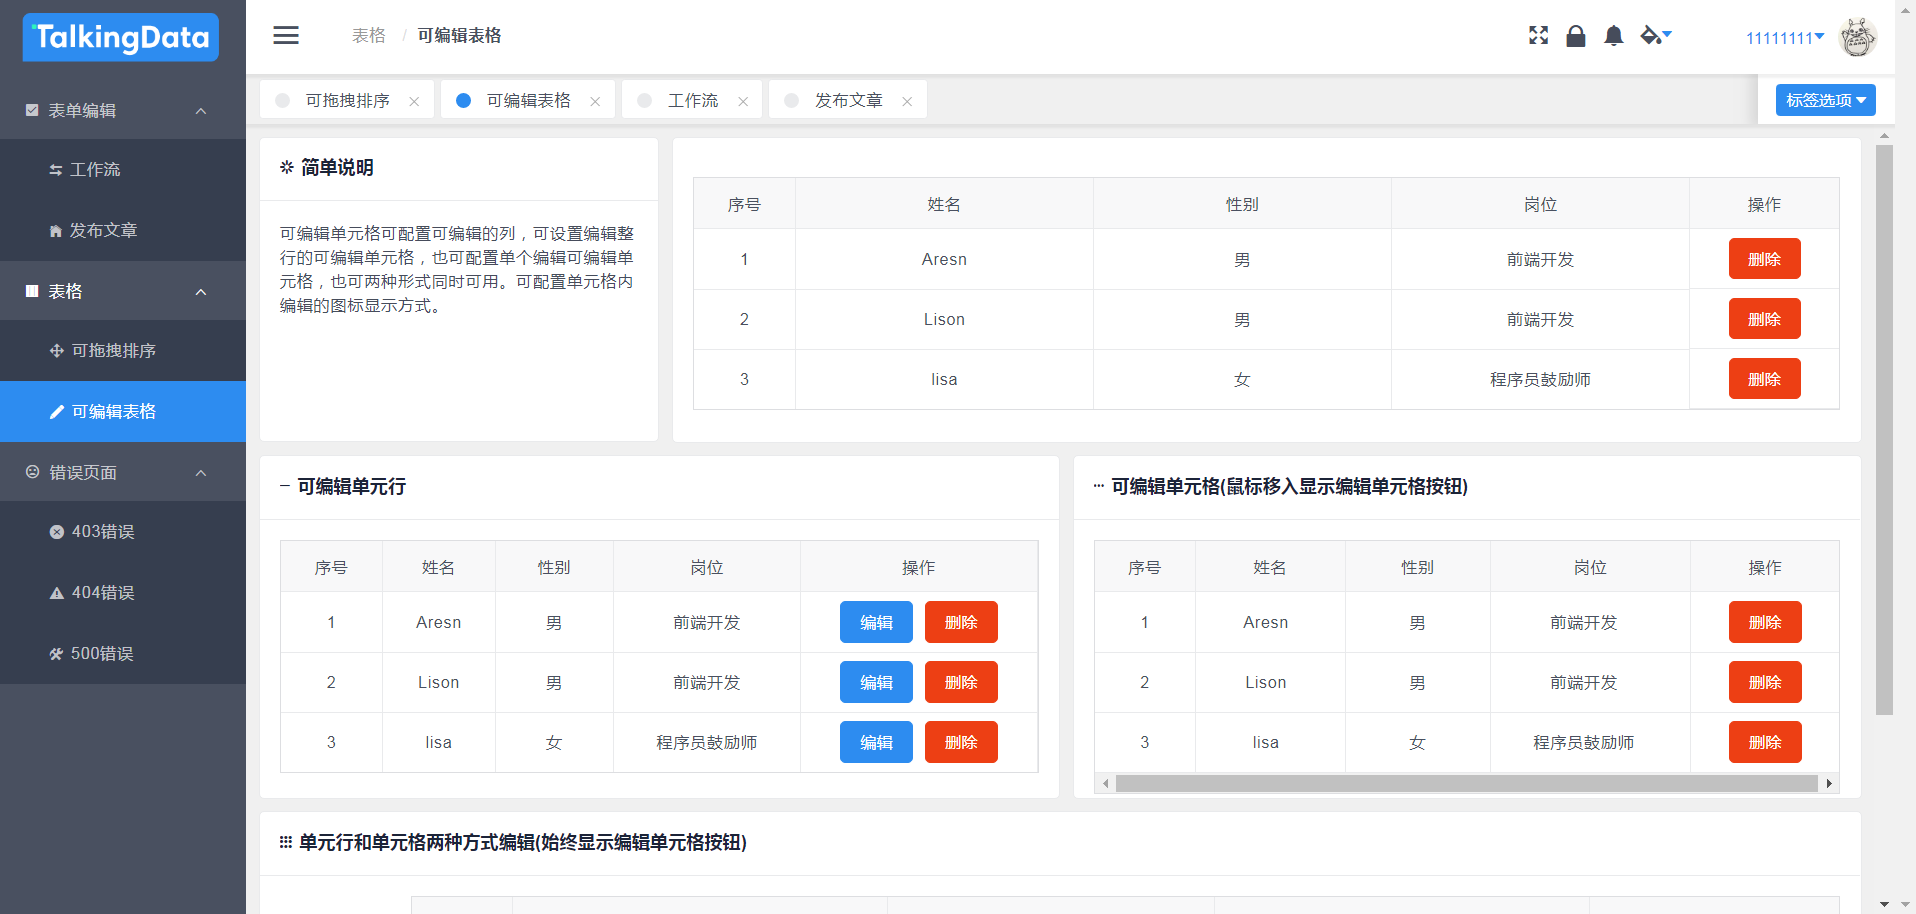 TalkingData
表格 / 可编辑表格
11111111
表单编辑
工作流
发布文章
表格
可拖拽排序
可编辑表格
错误页面
403错误
404错误
500错误
可拖拽排序
可编辑表格
工作流
发布文章
标签选项
简单说明
可编辑单元格可配置可编辑的列，可设置编辑整
行的可编辑单元格，也可配置单个编辑可编辑单
元格，也可两种形式同时可用。可配置单元格内
编辑的图标显示方式。
序号 姓名 性别 岗位 操作
1 Aresn 男 前端开发 删除
2 Lison 男 前端开发 删除
3 lisa 女 程序员鼓励师 删除
可编辑单元行
序号 姓名 性别 岗位 操作
1 Aresn 男 前端开发 编辑 删除
2 Lison 男 前端开发 编辑 删除
3 lisa 女 程序员鼓励师 编辑 删除
可编辑单元格(鼠标移入显示编辑单元格按钮)
序号 姓名 性别 岗位 操作
1 Aresn 男 前端开发 删除
2 Lison 男 前端开发 删除
3 lisa 女 程序员鼓励师 删除
单元行和单元格两种方式编辑(始终显示编辑单元格按钮)